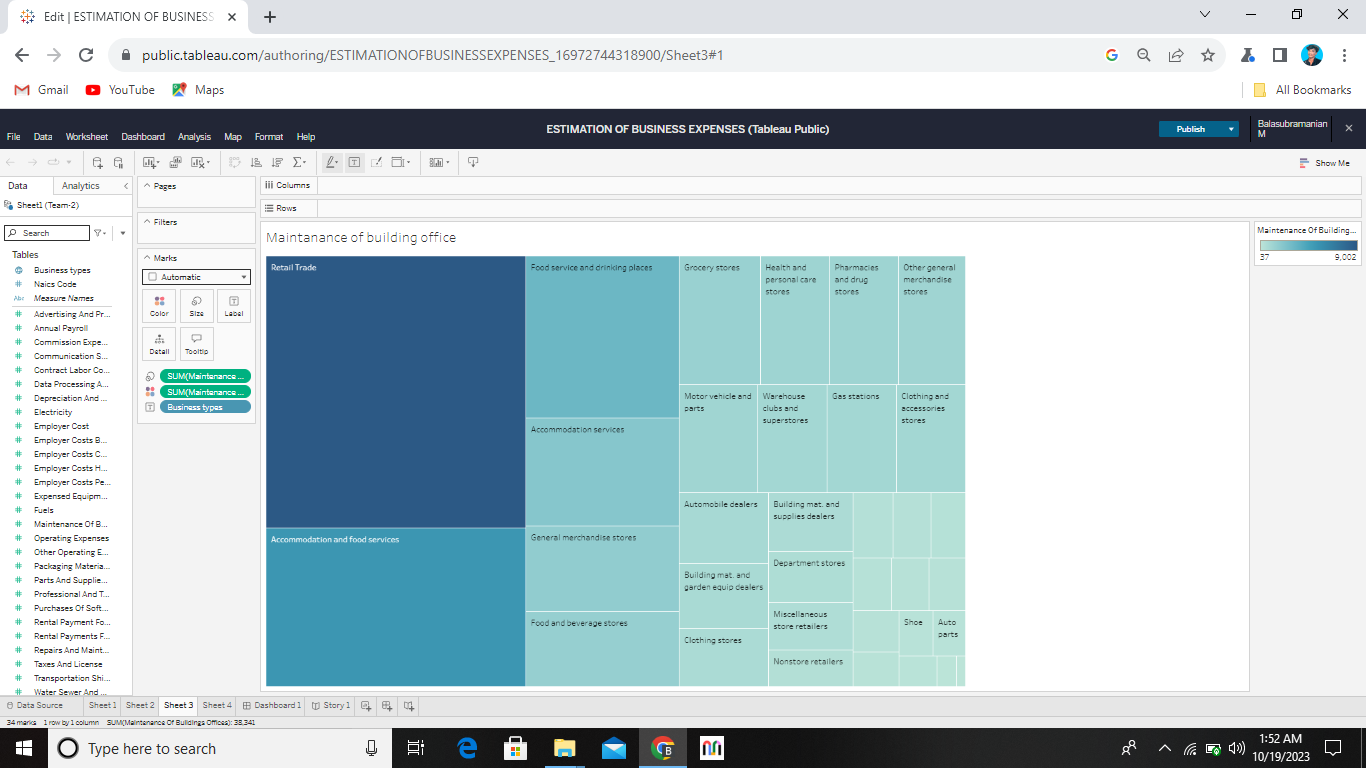 Edit | ESTIMATION OF BUSINESS
public.tableau.com/authoring/ESTIMATIONOFBUSINESSEXPENSES_16972744318900/Sheet3#1
Gmail YouTube Maps All Bookmarks
ESTIMATION OF BUSINESS EXPENSES (Tableau Public)
Publish
Balasubramanian
M
File Data Worksheet Dashboard Analysis Map Format Help
Show Me
Data Analytics
Sheet1 (Team-2)
Search
Tables
Business types
Naics Code
Abc Measure Names
Advertising And Pr...
Annual Payroll
Commission Expe...
Communication S...
Contract Labor Co...
Data Processing A...
Depreciation And ...
Electricity
Employer Cost
Employer Costs B...
Employer Costs C...
Employer Costs H...
Employer Costs Pe...
Expensed Equipm...
Fuels
Maintenance Of B...
Operating Expenses
Other Operating E...
Packaging Materia...
Parts And Supplie...
Professional And T...
Purchases Of Soft...
Rental Payment Fo...
Rental Payments F...
Repairs And Maint...
Taxes And License
Transportation Shi...
Water Sewer And ...
Pages
Filters
Marks
Automatic
Color Size Label
Detail Tooltip
SUM(Maintenance ...
SUM(Maintenance ...
Business types
Columns
Rows
Maintanance of building office
Retail Trade
Accommodation and food services
Food service and drinking places
Accommodation services
General merchandise stores
Food and beverage stores
Grocery stores
Health and
personal care
stores
Pharmacies
and drug
stores
Other general
merchandise
stores
Motor vehicle and
parts
Warehouse
clubs and
superstores
Gas stations
Clothing and
accessories
stores
Automobile dealers
Building mat. and
garden equip dealers
Clothing stores
Building mat. and
supplies dealers
Department stores
Miscellaneous
store retailers
Nonstore retailers
Shoe
Auto
parts
Maintenance Of Building...
37 9,002
Data Source Sheet 1 Sheet 2 Sheet 3 Sheet 4 Dashboard 1 Story 1
34 marks 1 row by 1 column SUM(Maintenance Of Buildings Offices): 38,341
Type here to search
1:52 AM
10/19/2023